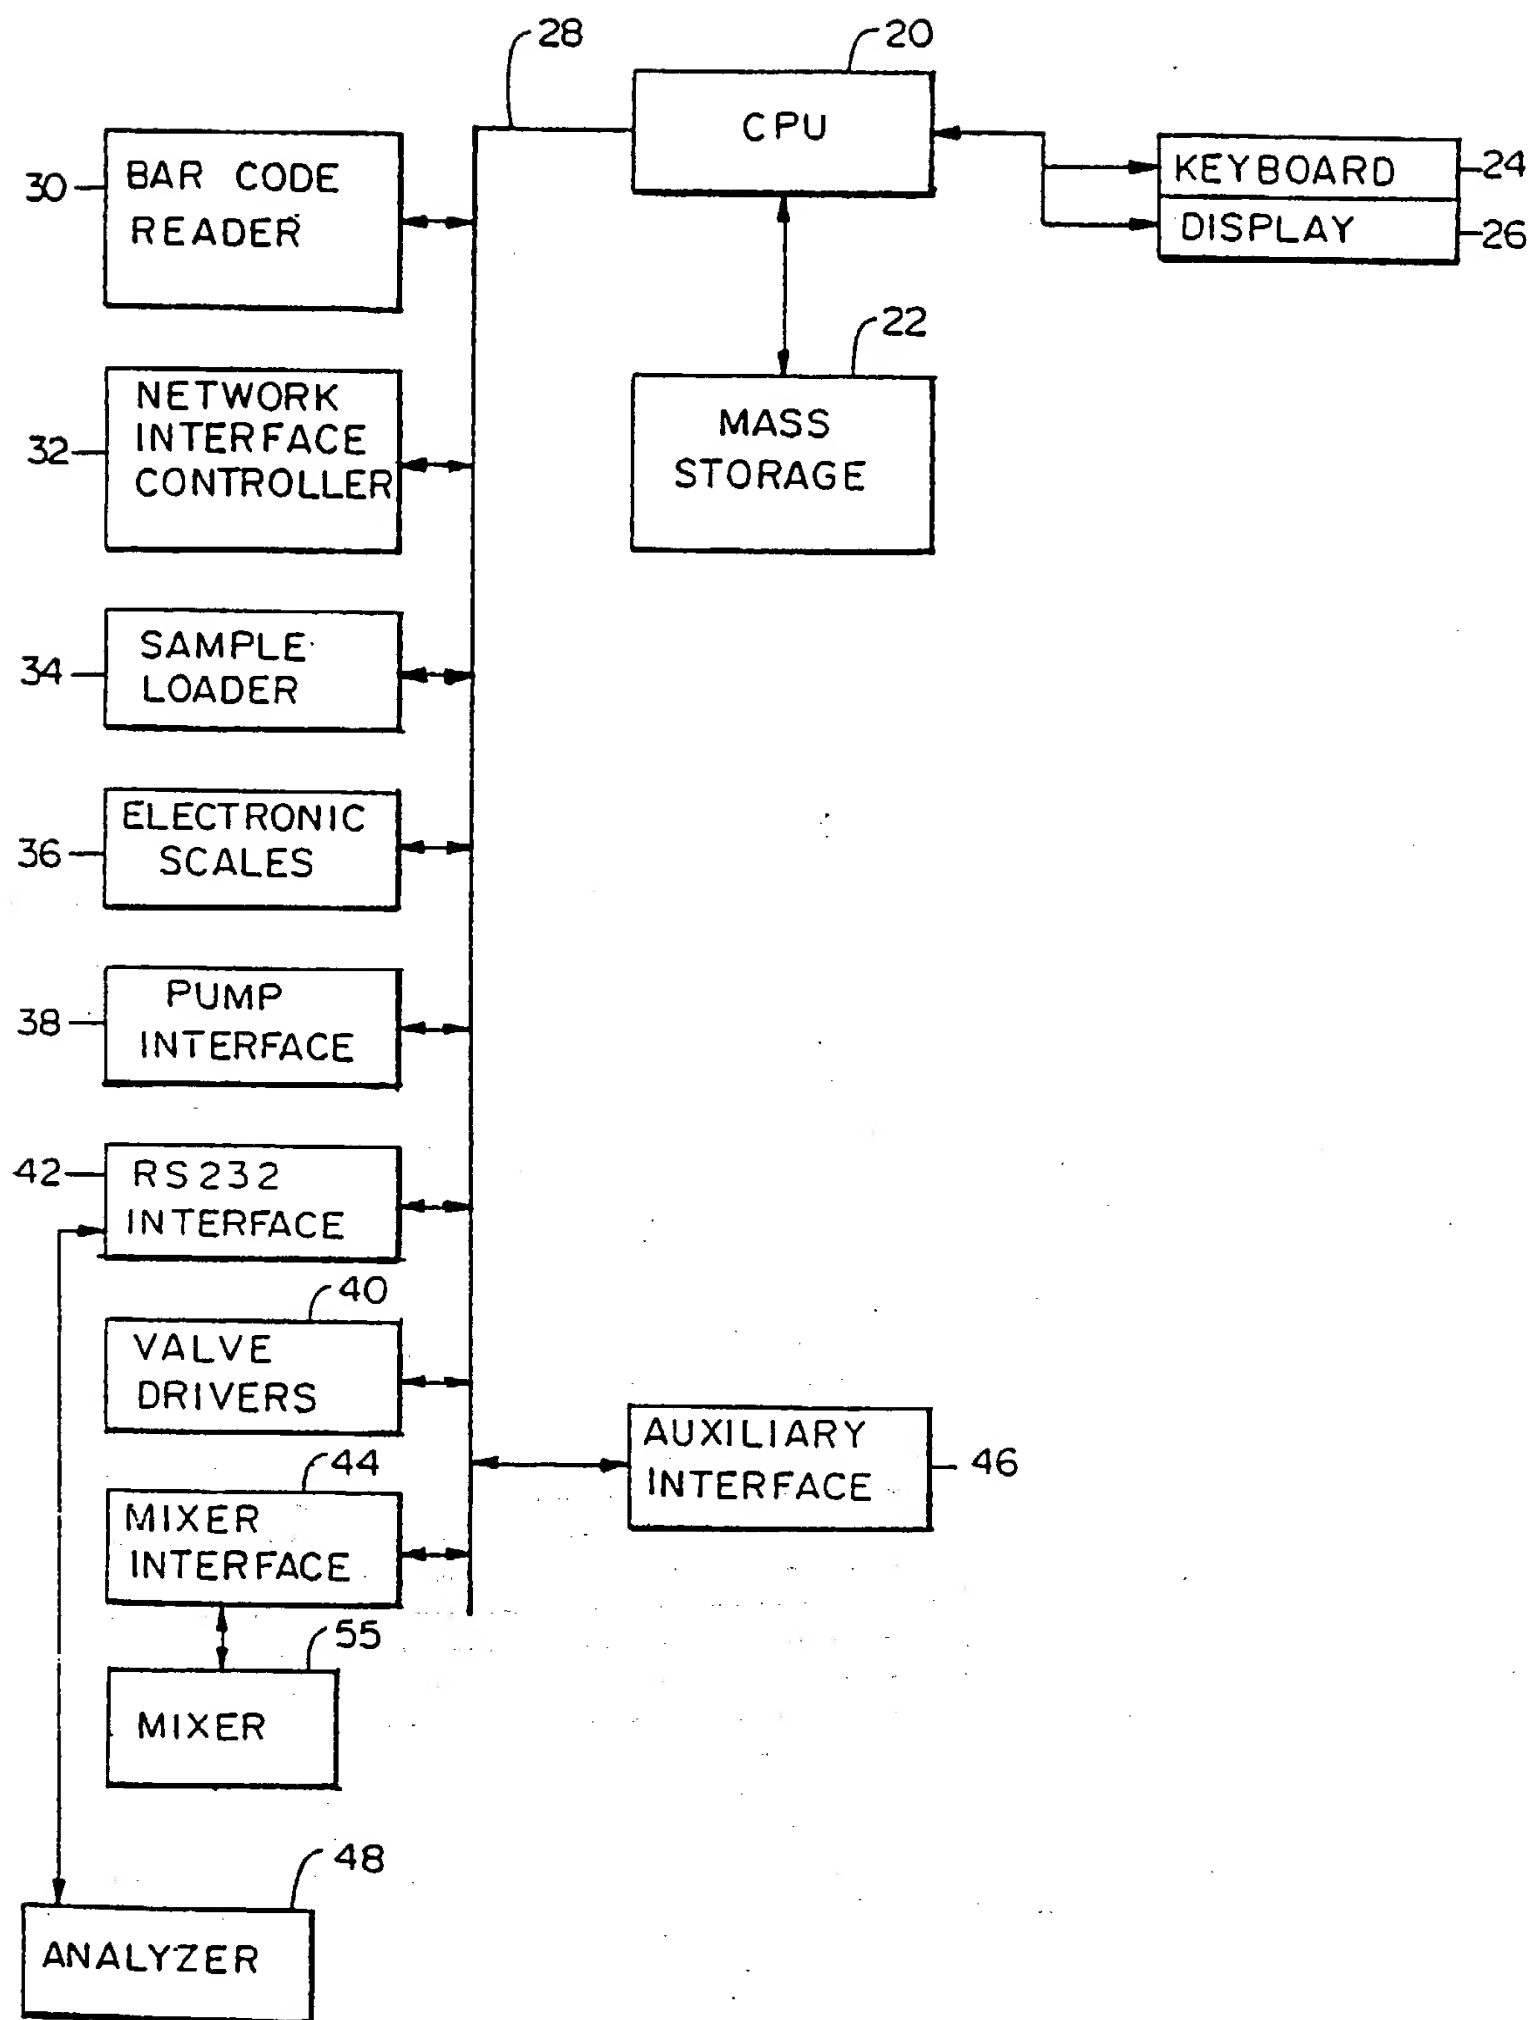 28
20
CPU
BAR CODE
READER
30
KEYBOARD
24
DISPLAY
26
22
MASS
STORAGE
NETWORK
INTERFACE
CONTROLLER
32
SAMPLE
LOADER
34
ELECTRONIC
SCALES
36
PUMP
INTERFACE
38
42
RS232
INTERFACE
40
VALVE
DRIVERS
AUXILIARY
INTERFACE
46
44
MIXER
INTERFACE
55
MIXER
48
ANALYZER